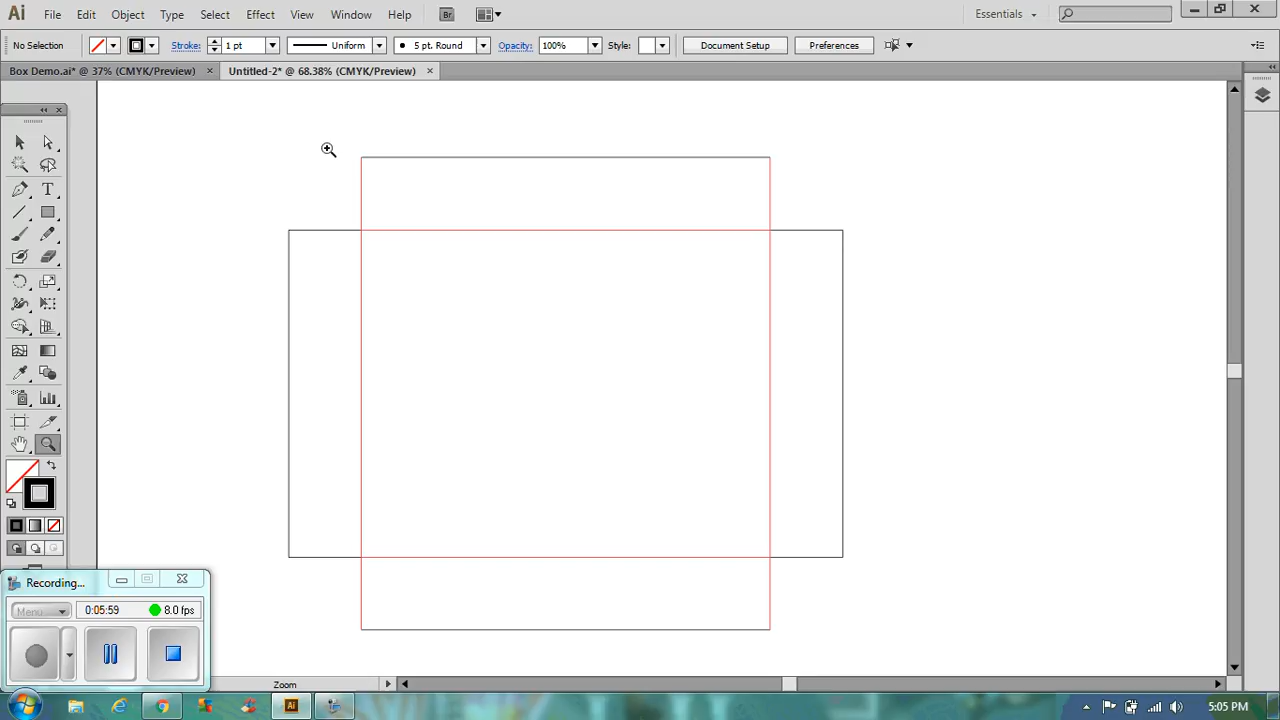 Ai File Edit Object Type Select Effect View Window Help Br Essentials
No Selection Stroke: 1 pt Uniform 5 pt. Round Opacity: 100% Style: Document Setup Preferences
Box Demo.ai* @ 37% (CMYK/Preview) Untitled-2* @ 68.38% (CMYK/Preview)
T
Recording...
Menu 0:05:59 8.0 fps
Zoom
Ai 5:05 PM